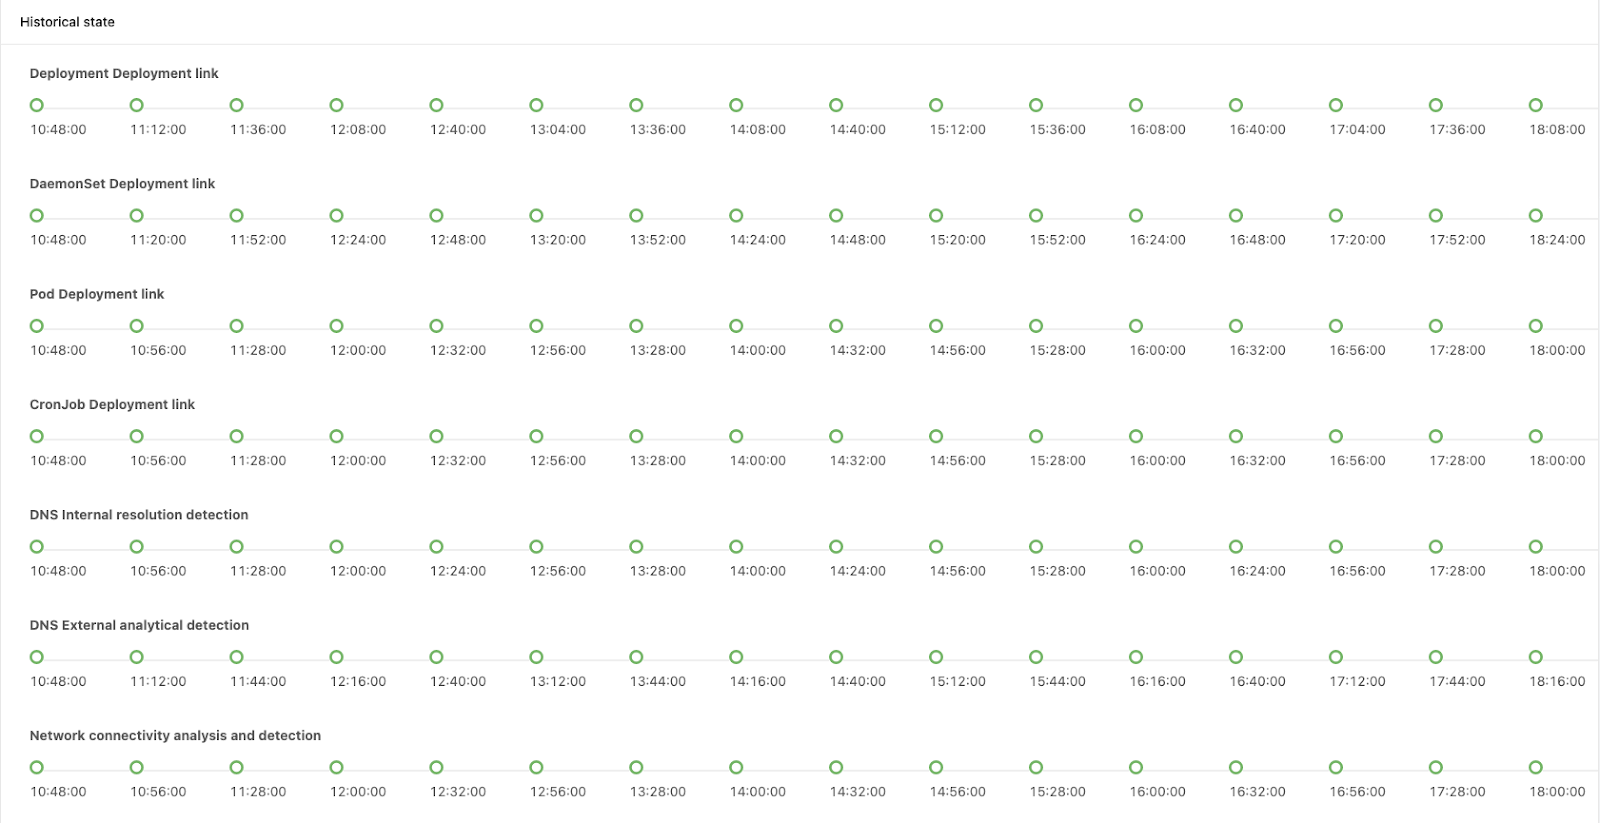 Historical state
Deployment Deployment link
10:48:00 11:12:00 11:36:00 12:08:00 12:40:00 13:04:00 13:36:00 14:08:00 14:40:00 15:12:00 15:36:00 16:08:00 16:40:00 17:04:00 17:36:00 18:08:00
DaemonSet Deployment link
10:48:00 11:20:00 11:52:00 12:24:00 12:48:00 13:20:00 13:52:00 14:24:00 14:48:00 15:20:00 15:52:00 16:24:00 16:48:00 17:20:00 17:52:00 18:24:00
Pod Deployment link
10:48:00 10:56:00 11:28:00 12:00:00 12:32:00 12:56:00 13:28:00 14:00:00 14:32:00 14:56:00 15:28:00 16:00:00 16:32:00 16:56:00 17:28:00 18:00:00
CronJob Deployment link
10:48:00 10:56:00 11:28:00 12:00:00 12:32:00 12:56:00 13:28:00 14:00:00 14:32:00 14:56:00 15:28:00 16:00:00 16:32:00 16:56:00 17:28:00 18:00:00
DNS Internal resolution detection
10:48:00 10:56:00 11:28:00 12:00:00 12:24:00 12:56:00 13:28:00 14:00:00 14:24:00 14:56:00 15:28:00 16:00:00 16:24:00 16:56:00 17:28:00 18:00:00
DNS External analytical detection
10:48:00 11:12:00 11:44:00 12:16:00 12:40:00 13:12:00 13:44:00 14:16:00 14:40:00 15:12:00 15:44:00 16:16:00 16:40:00 17:12:00 17:44:00 18:16:00
Network connectivity analysis and detection
10:48:00 10:56:00 11:28:00 12:00:00 12:32:00 12:56:00 13:28:00 14:00:00 14:32:00 14:56:00 15:28:00 16:00:00 16:32:00 16:56:00 17:28:00 18:00:00